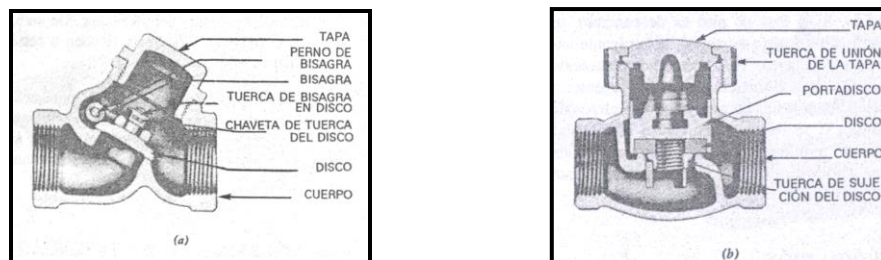 TAPA
PERNO DE
BISAGRA
BISAGRA
TUERCA DE BISAGRA
EN DISCO
CHAVETA DE TUERCA
DEL DISCO
DISCO
CUERPO
(a)
TAPA
TUERCA DE UNIÓN
DE LA TAPA
PORTADISCO
DISCO
CUERPO
TUERCA DE SUJE
CIÓN DEL DISCO
(b)